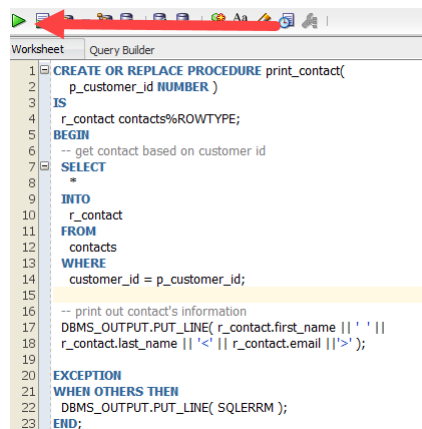 Aa
Worksheet Query Builder
1 CREATE OR REPLACE PROCEDURE print_contact(
2 p_customer_id NUMBER )
3 IS
4 r_contact contacts%ROWTYPE;
5 BEGIN
6 -- get contact based on customer id
7 SELECT
8 *
9 INTO
10 r_contact
11 FROM
12 contacts
13 WHERE
14 customer_id = p_customer_id;
15
16 -- print out contact's information
17 DBMS_OUTPUT.PUT_LINE( r_contact.first_name || ' ' ||
18 r_contact.last_name || '<' || r_contact.email ||'>' );
19
20 EXCEPTION
21 WHEN OTHERS THEN
22 DBMS_OUTPUT.PUT_LINE( SQLERRM );
23 END;